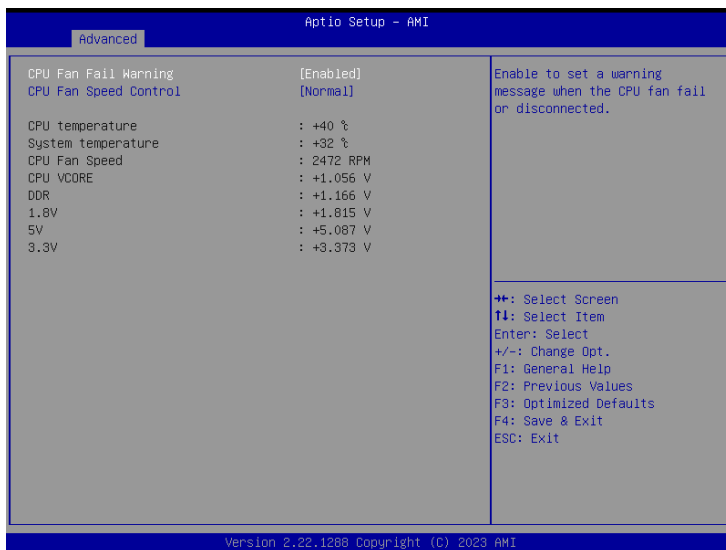 Aptio Setup – AMI
Advanced
CPU Fan Fail Warning [Enabled]
CPU Fan Speed Control [Normal]
CPU temperature : +40 ℃
System temperature : +32 ℃
CPU Fan Speed : 2472 RPM
CPU VCORE : +1.056 V
DDR : +1.166 V
1.8V : +1.815 V
5V : +5.087 V
3.3V : +3.373 V
Enable to set a warning
message when the CPU fan fail
or disconnected.
→←: Select Screen
↑↓: Select Item
Enter: Select
+/-: Change Opt.
F1: General Help
F2: Previous Values
F3: Optimized Defaults
F4: Save & Exit
ESC: Exit
Version 2.22.1288 Copyright (C) 2023 AMI